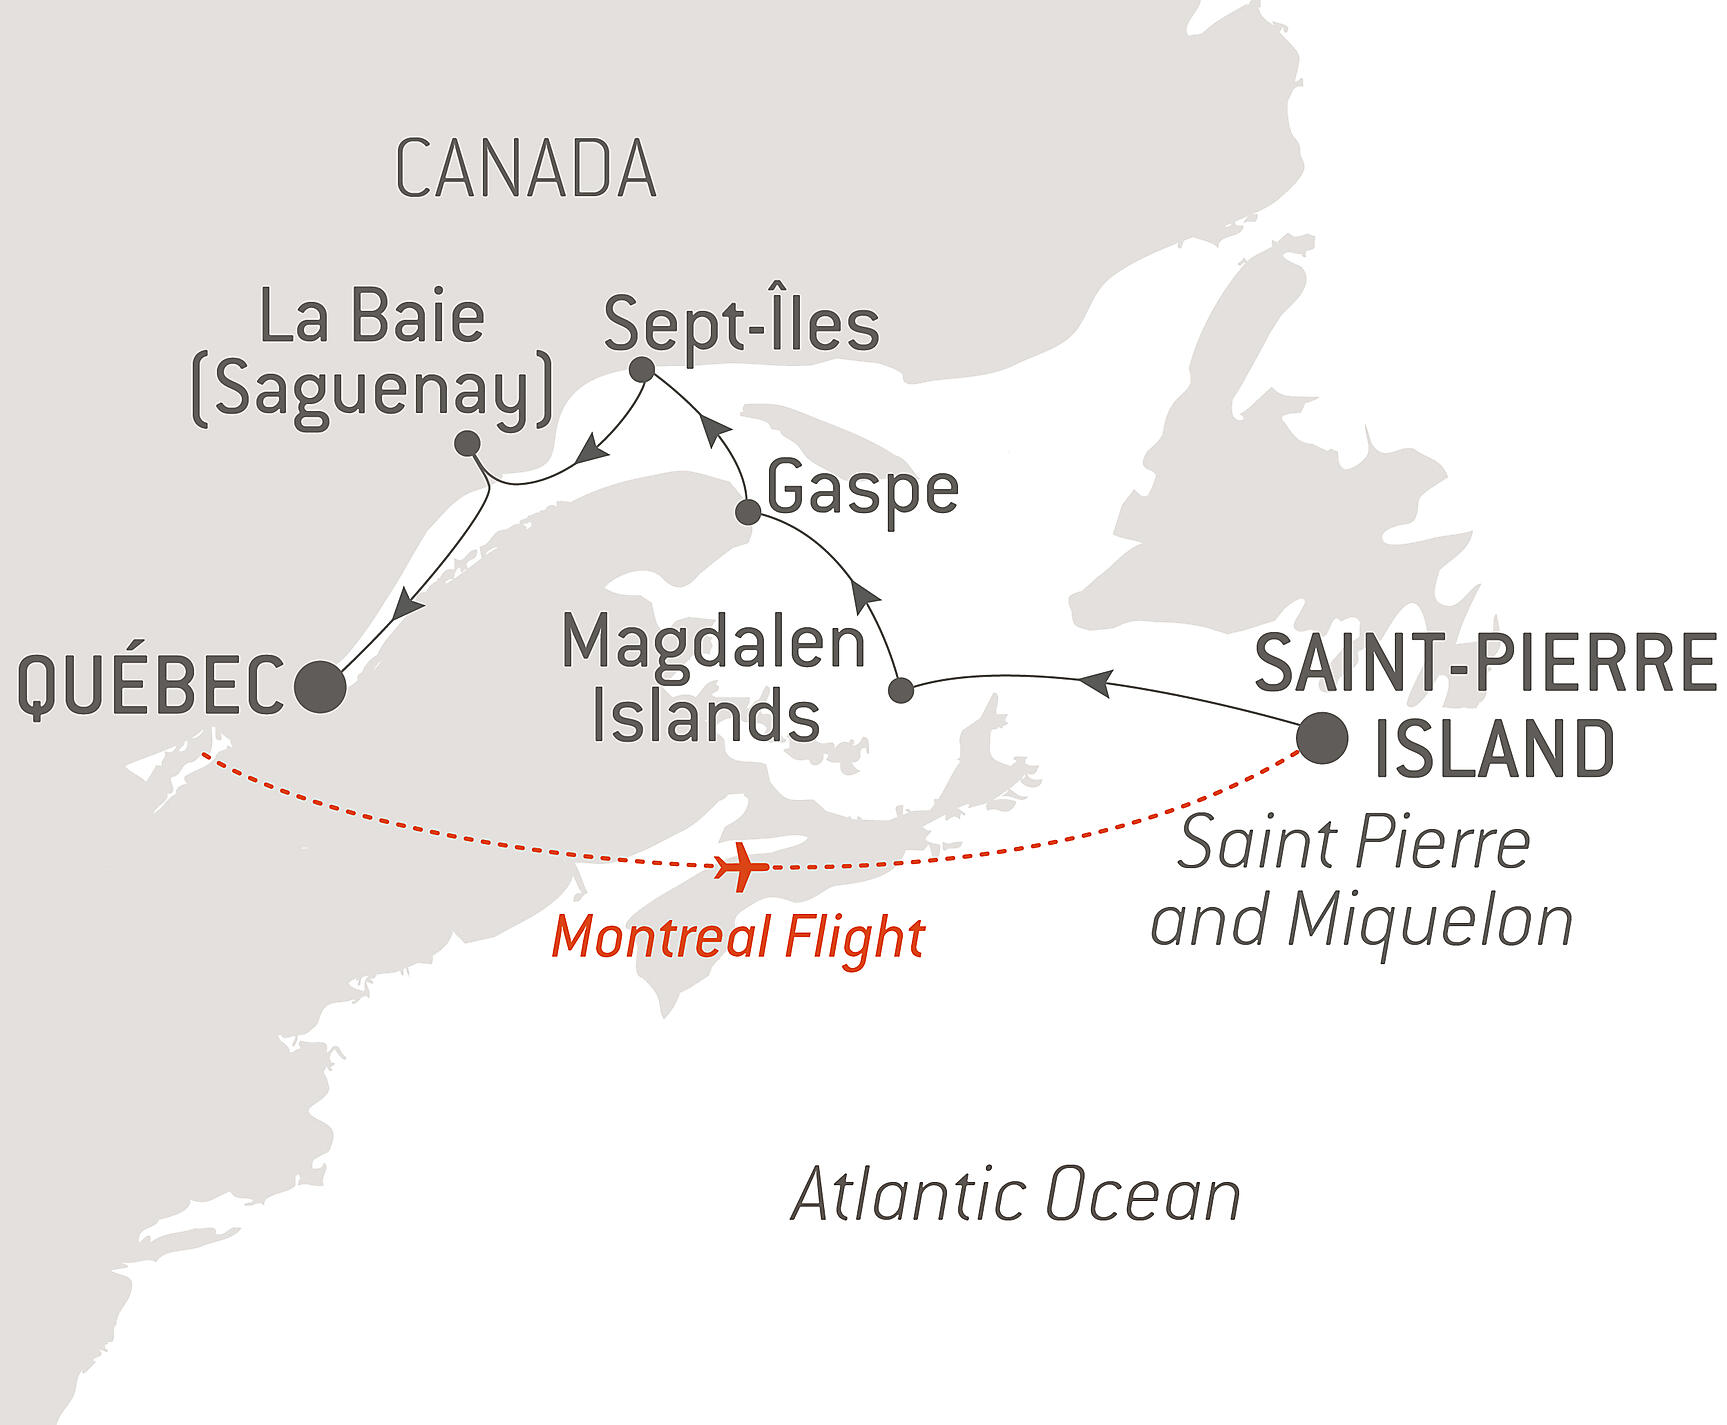 CANADA
La Baie
(Saguenay)
Sept-Îles
Gaspe
Magdalen
Islands
QUÉBEC
SAINT-PIERRE
ISLAND
Saint Pierre
and Miquelon
Montreal Flight
Atlantic Ocean